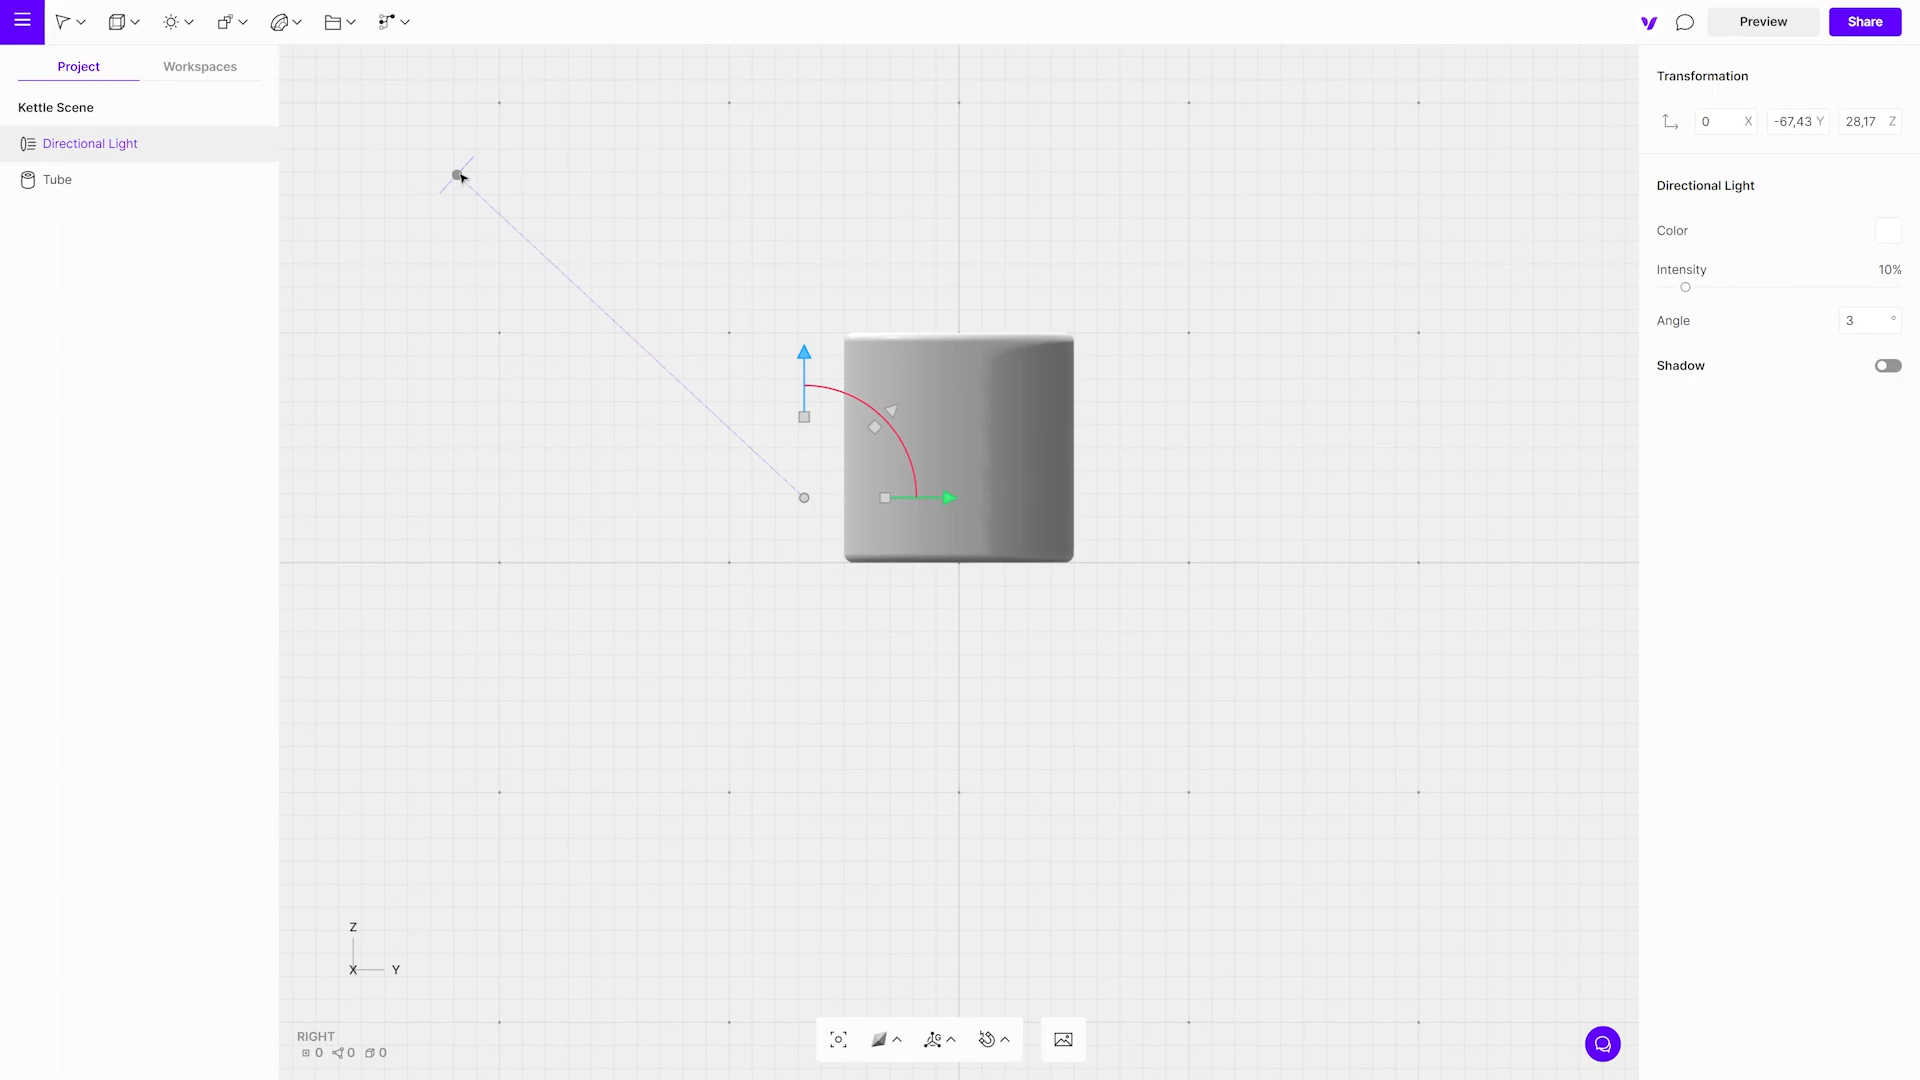 Preview
Share
Project
Workspaces
Kettle Scene
Directional Light
Tube
Transformation
0 X
-67,43 Y
28,17 Z
Directional Light
Color
Intensity
10%
Angle
3 °
Shadow
Z
X
Y
RIGHT
0 0 0